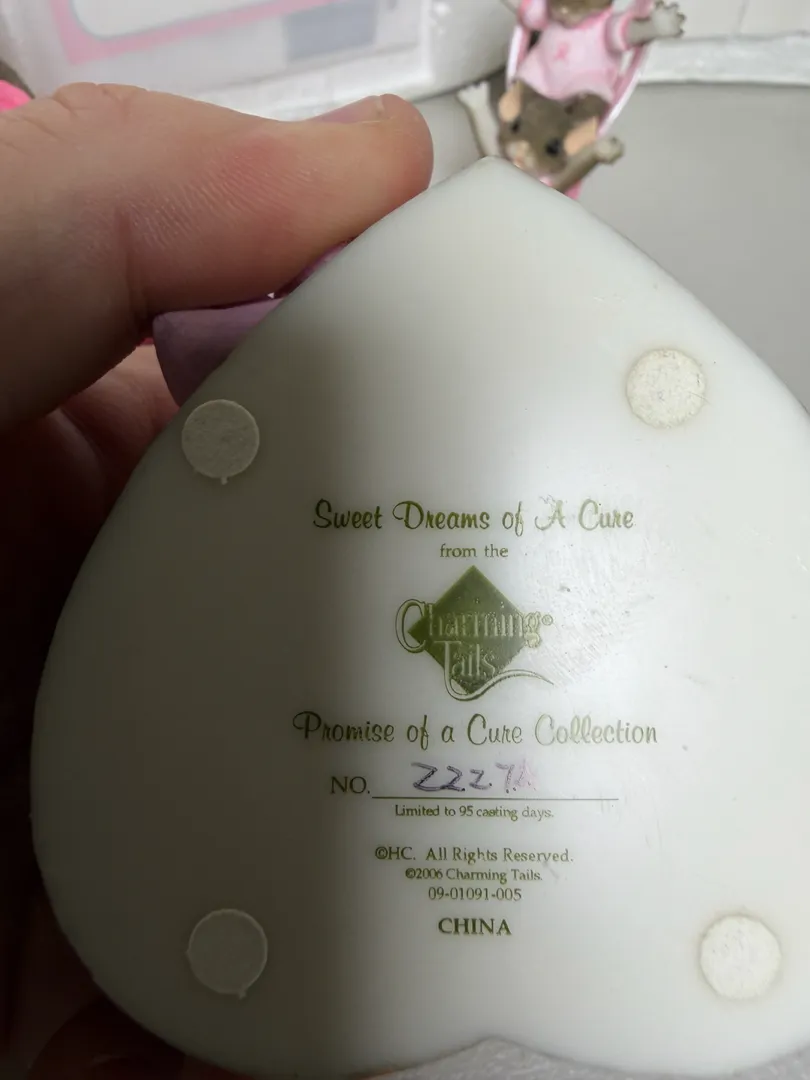 Sweet Dreams of A Cure
from the
Charming®
Tails
Promise of a Cure Collection
NO.
Limited to 95 casting days.
©HC. All Rights Reserved.
©2006 Charming Tails.
09-01091-005
CHINA